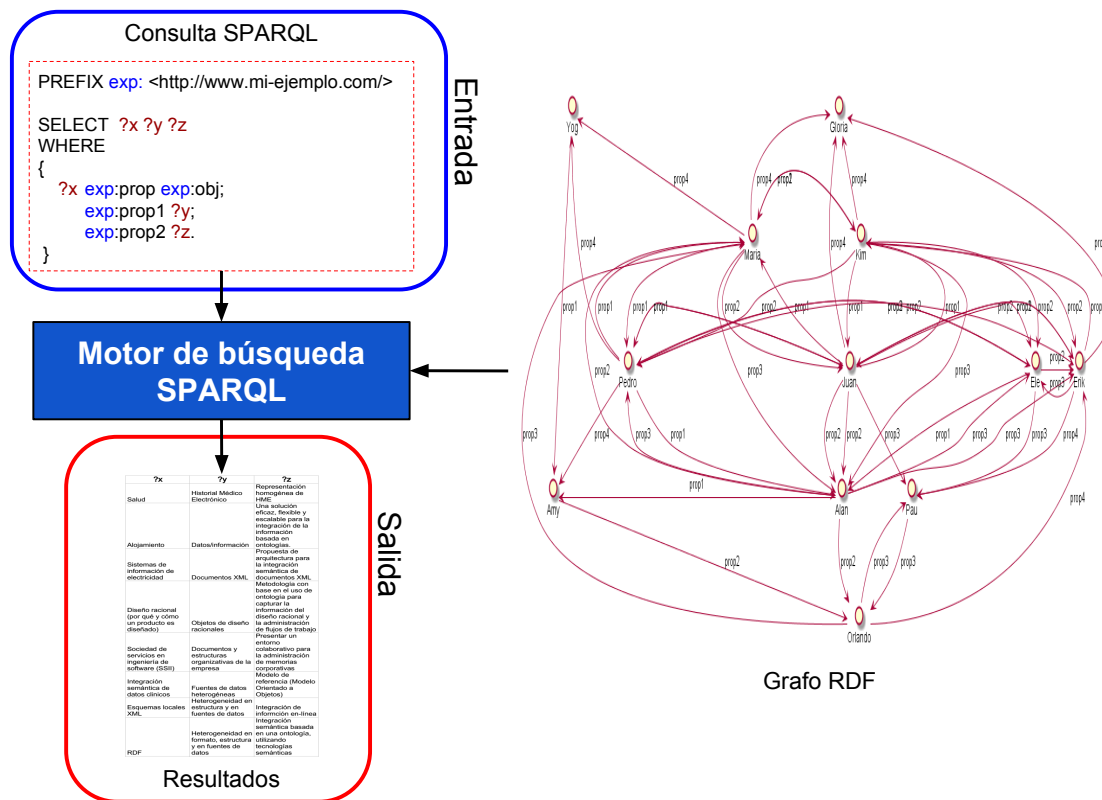 Consulta SPARQL
PREFIX exp: <http://www.mi-ejemplo.com/>
SELECT ?x ?y ?z
WHERE
{
?x exp:prop exp:obj;
exp:prop1 ?y;
exp:prop2 ?z.
}
Entrada
Motor de búsqueda
SPARQL
?x ?y ?z
Salud
Historial Médico
Electrónico
Representación
homogénea de
HME
Alojamiento
Datos/información
Una solución
eficaz, flexible y
escalable para la
integración de la
información
basada en
ontologías.
Sistemas de
información de
electricidad
Documentos XML
Propuesta de
arquitectura para
la integración
semántica de
documentos XML
Diseño racional
(por qué y cómo
un producto es
diseñado)
Objetos de diseño
racionales
Metodología con
base en el uso de
ontología para
capturar la
información del
diseño racional y
la administración
de flujos de trabajo
Sociedad de
servicios en
ingeniería de
software (SSII)
Documentos y
estructuras
organizativas de la
empresa
Presentar un
entorno
colaborativo para
la administración
de memorias
corporativas
Integración
semántica de
datos clínicos
Fuentes de datos
heterogéneas
Modelo de
referencia (Modelo
Orientado a
Objetos)
Esquemas locales
XML
Heterogeneidad en
estructura y en
fuentes de datos
Integración de
informción en-línea
RDF
Heterogeneidad en
formato, estructura
y en fuentes de
datos
Integración
semántica basada
en una ontología,
utilizando
tecnologías
semánticas
Salida
Resultados
Yog
Gloria
prop4
prop4
prop4
prop4
prop4
prop4
Maria
Kim
prop1
prop2
prop1
prop1
prop2
prop2
prop1
prop1
prop2
prop2
prop1
prop2
prop2
prop2
prop3
prop3
prop2
prop3
Pedro
Juan
Ele
Erik
prop3
prop4
prop3
prop1
prop2
prop2
prop3
prop1
prop3
prop3
prop4
prop1
Amy
Alan
Pau
prop4
prop2
prop2
prop3
prop3
Orlando
Grafo RDF